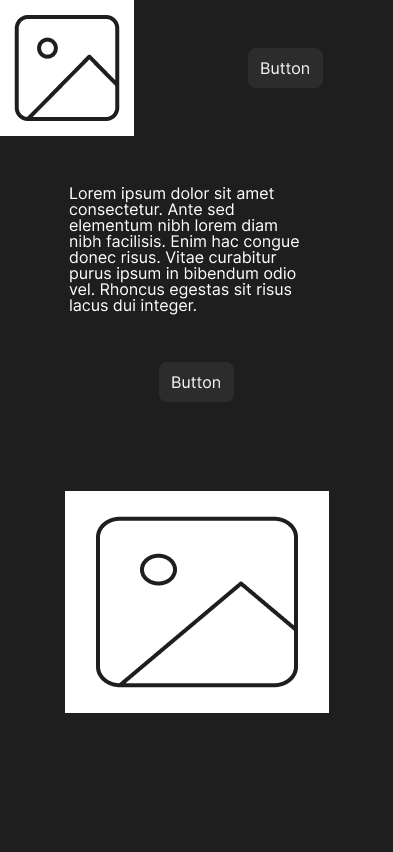 Button
Lorem ipsum dolor sit amet
consectetur. Ante sed
elementum nibh lorem diam
nibh facilisis. Enim hac congue
donec risus. Vitae curabitur
purus ipsum in bibendum odio
vel. Rhoncus egestas sit risus
lacus dui integer.
Button